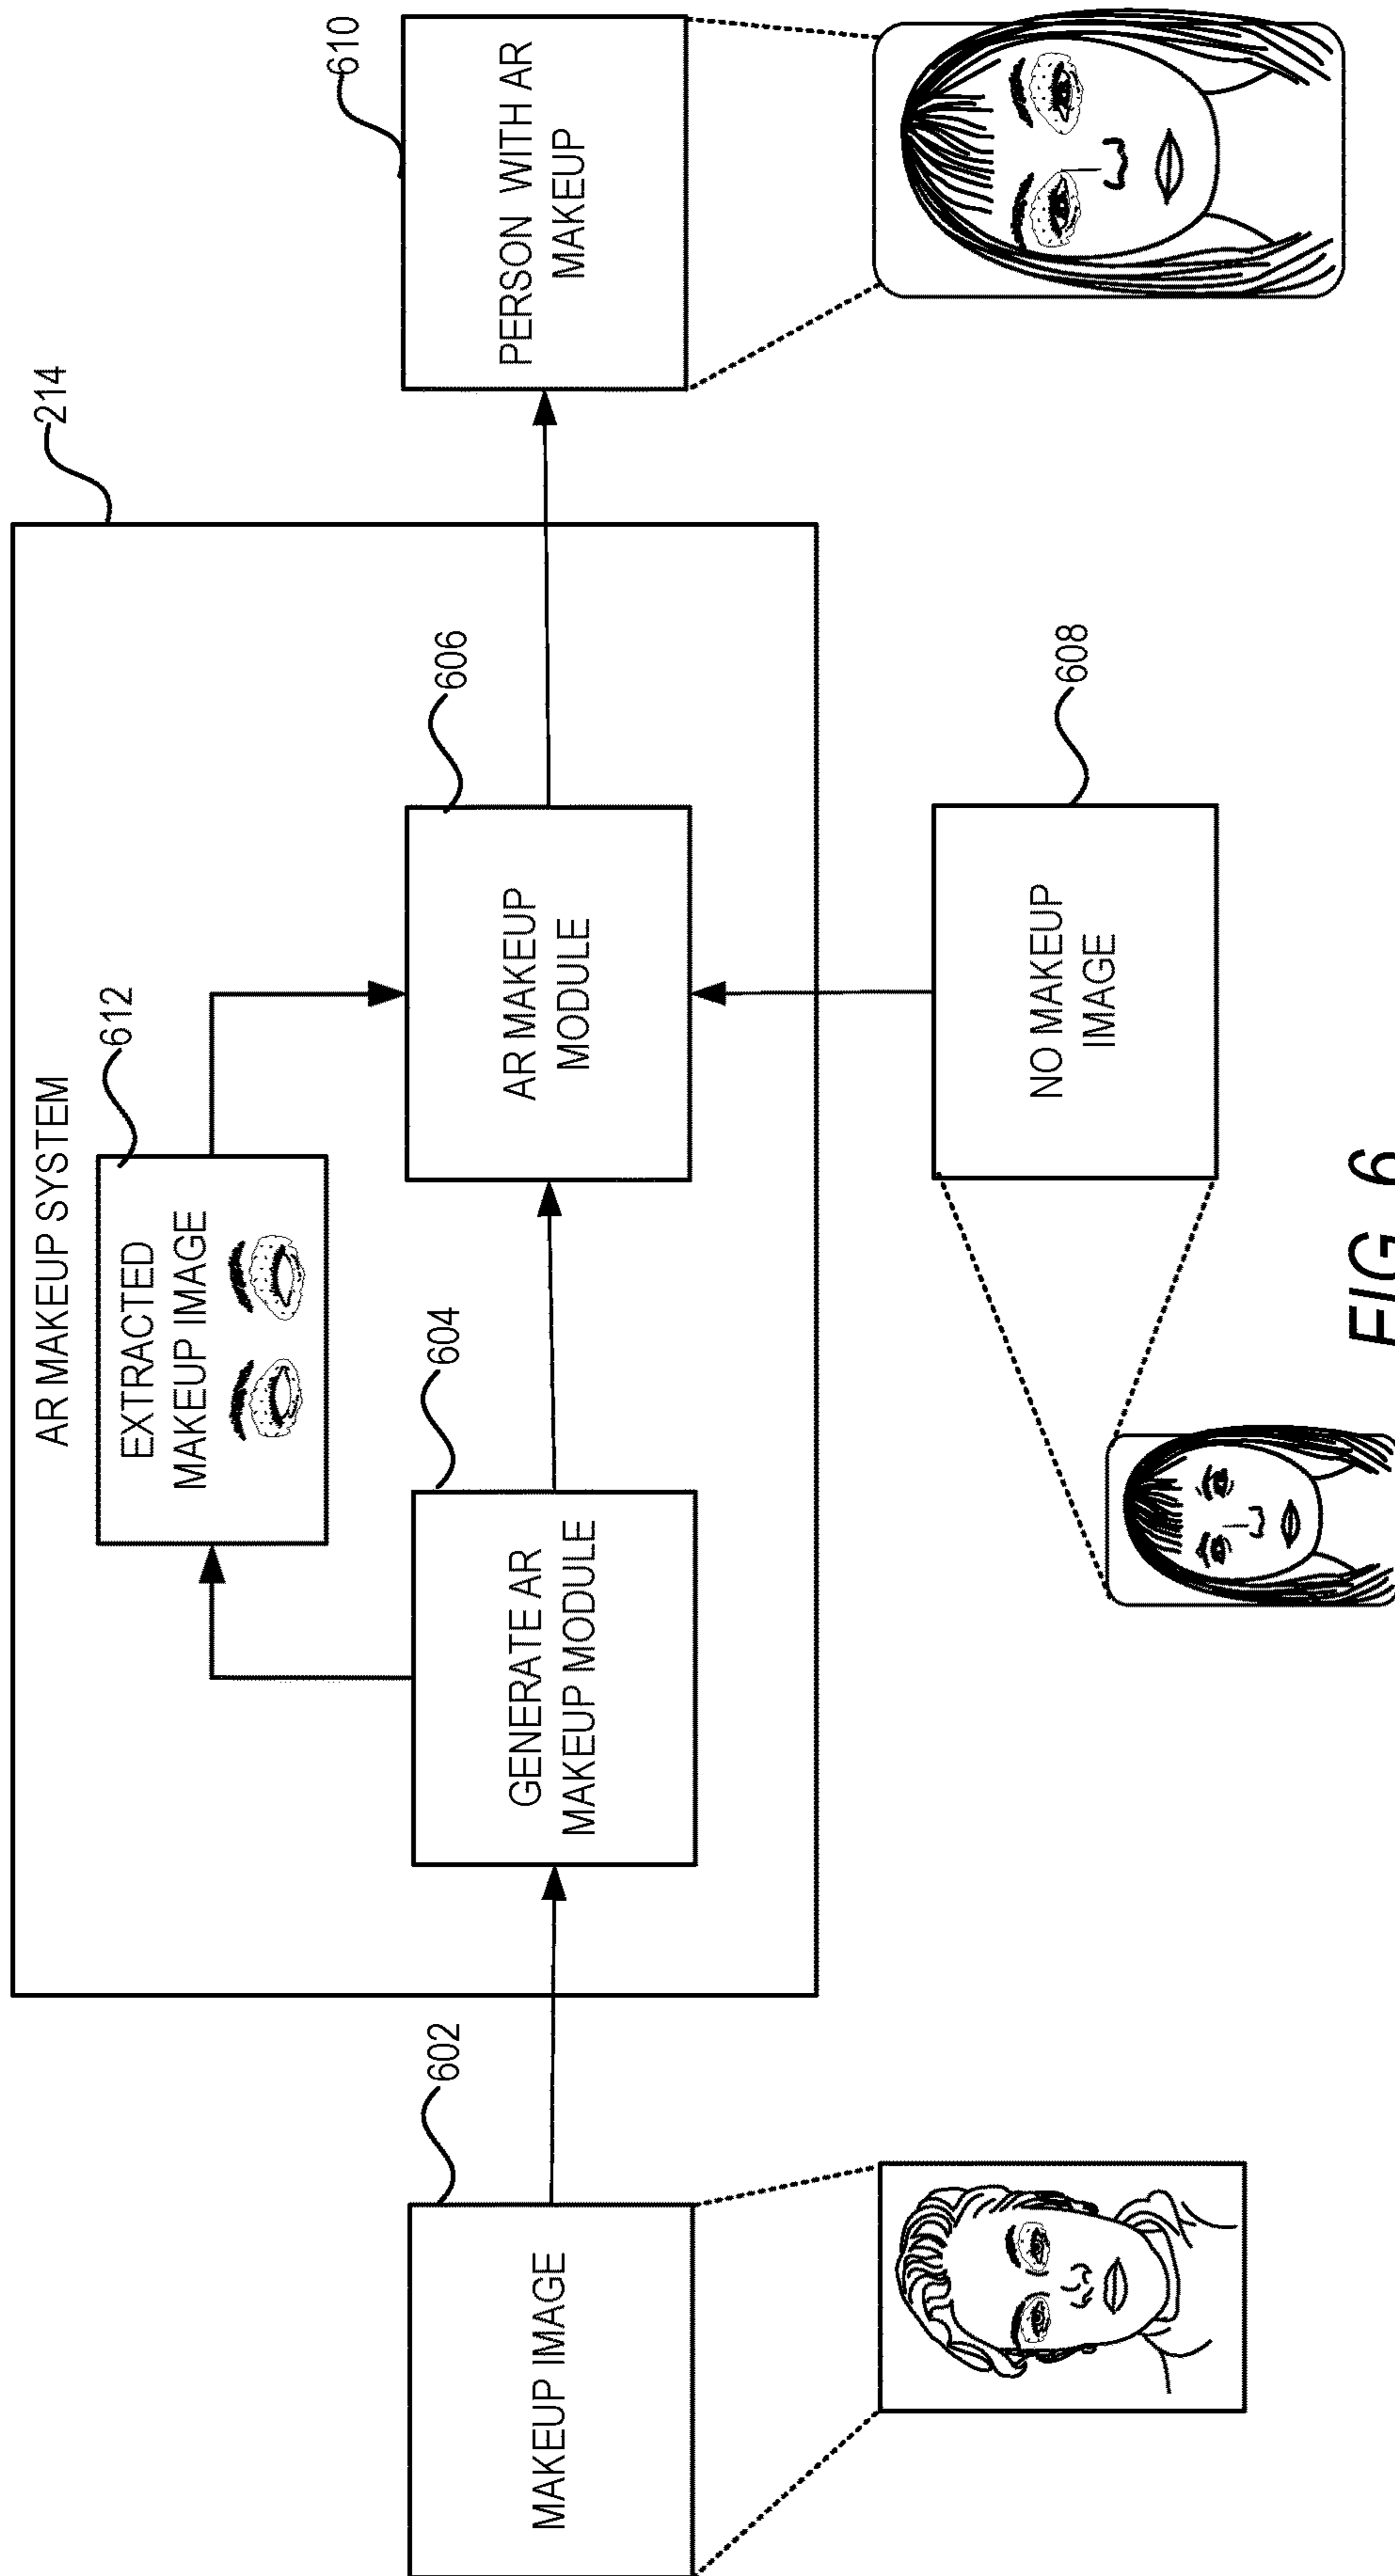 AR MAKEUP SYSTEM
214
EXTRACTED
MAKEUP IMAGE
612
602
MAKEUP IMAGE
604
GENERATE AR
MAKEUP MODULE
606
AR MAKEUP
MODULE
610
PERSON WITH AR
MAKEUP
608
NO MAKEUP
IMAGE
FIG. 6